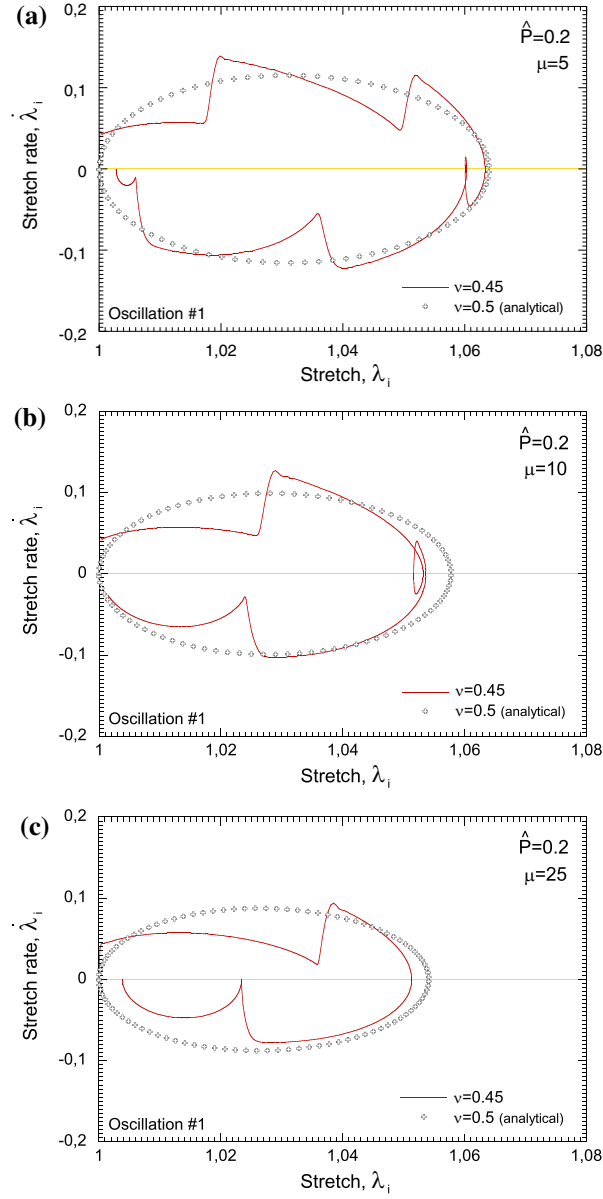 (a)
0,2
^
P=0.2
μ=5
0,1
Stretch rate, λ̇ i
0
-0,1
ν=0.45
ν=0.5 (analytical)
Oscillation #1
-0,2
1 1,02 1,04 1,06 1,08
Stretch, λ i
(b)
0,2
^
P=0.2
μ=10
0,1
Stretch rate, λ̇ i
0
-0,1
ν=0.45
ν=0.5 (analytical)
Oscillation #1
-0,2
1 1,02 1,04 1,06 1,08
Stretch, λ i
(c)
0,2
^
P=0.2
μ=25
0,1
Stretch rate, λ̇ i
0
-0,1
ν=0.45
ν=0.5 (analytical)
Oscillation #1
-0,2
1 1,02 1,04 1,06 1,08
Stretch, λ i